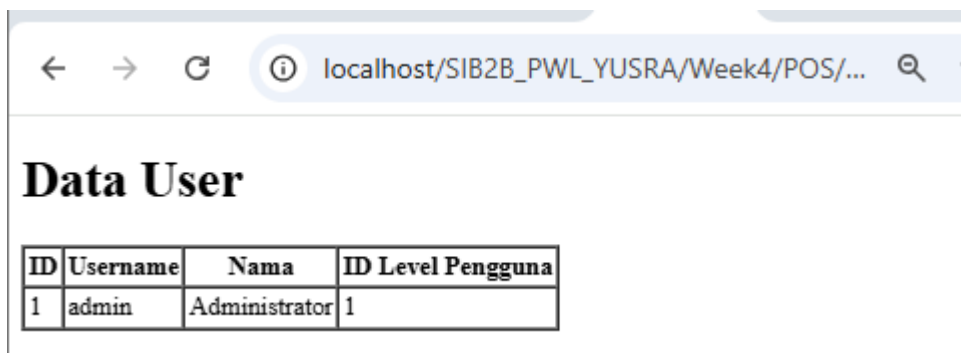 localhost/SIB2B_PWL_YUSRA/Week4/POS/...
Data User
ID Username Nama ID Level Pengguna
1 admin Administrator 1